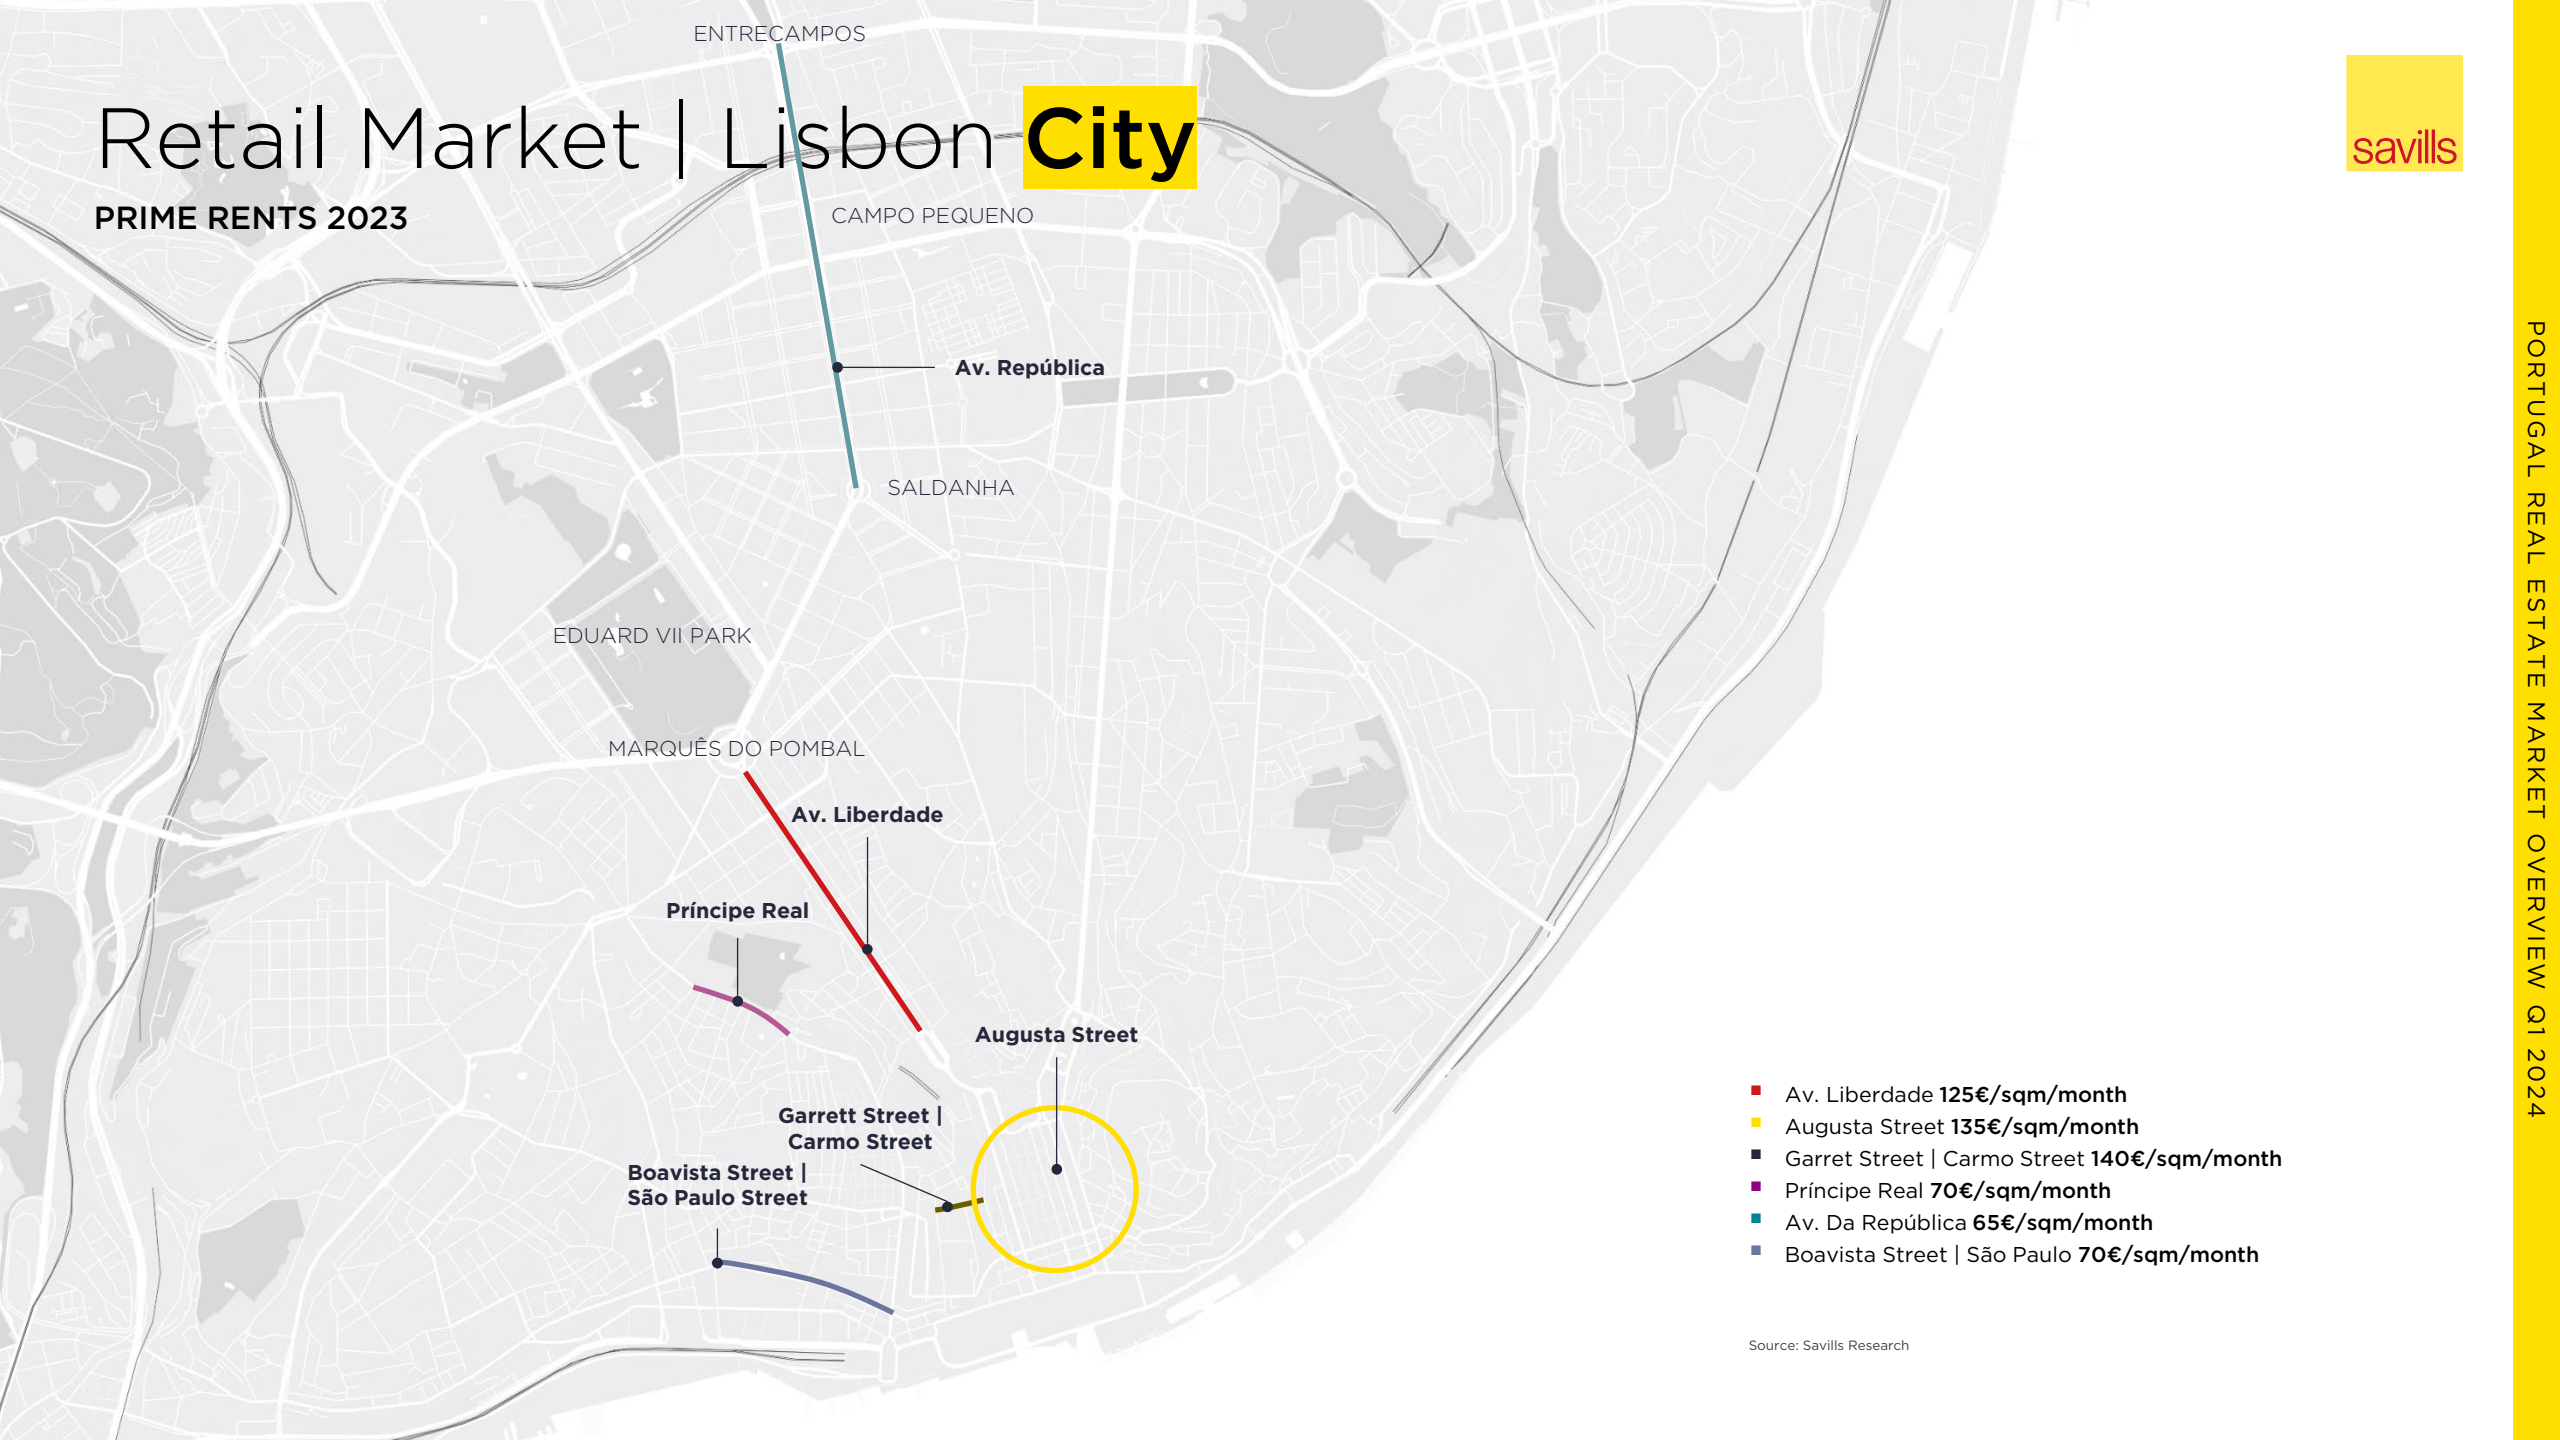 ENTRECAMPOS
Retail Market | Lisbon City
savills
PRIME RENTS 2023
CAMPO PEQUENO
Av. República
SALDANHA
EDUARD VII PARK
MARQUÊS DO POMBAL
Av. Liberdade
Príncipe Real
Augusta Street
Garrett Street |
Carmo Street
Boavista Street |
São Paulo Street
Av. Liberdade 125€/sqm/month
Augusta Street 135€/sqm/month
Garret Street | Carmo Street 140€/sqm/month
Príncipe Real 70€/sqm/month
Av. Da República 65€/sqm/month
Boavista Street | São Paulo 70€/sqm/month
Source: Savills Research
PORTUGAL REAL ESTATE MARKET OVERVIEW Q1 2024